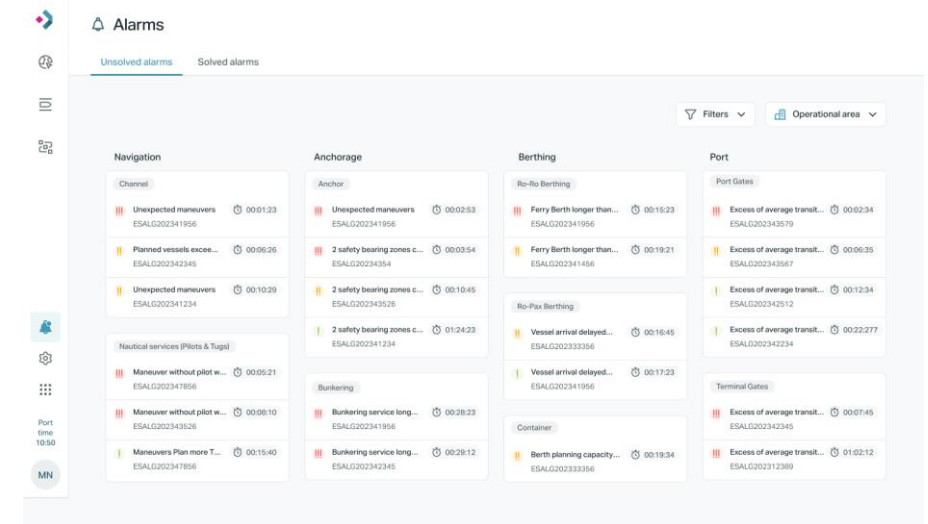 Alarms
Unsolved alarms
Solved alarms
Filters
Operational area
Navigation
Channel
Unexpected maneuvers 00:01:23
ESALG202341956
Planned vessels excee... 00:06:26
ESALG202342345
Unexpected maneuvers 00:10:29
ESALG202341234
Nautical services (Pilots & Tugs)
Maneuver without pilot w... 00:05:21
ESALG202347856
Maneuver without pilot w... 00:08:10
ESALG202343526
Maneuvers Plan more T... 00:15:40
ESALG202347856
Anchorage
Anchor
Unexpected maneuvers 00:02:53
ESALG202341956
2 safety bearing zones c... 00:03:54
ESALG20234354
2 safety bearing zones c... 00:10:45
ESALG202343526
2 safety bearing zones c... 01:24:23
ESALG202341234
Bunkering
Bunkering service long... 00:28:23
ESALG202341956
Bunkering service long... 00:29:12
ESALG202342345
Berthing
Ro-Ro Berthing
Ferry Berth longer than... 00:15:23
ESALG202341956
Ferry Berth longer than... 00:19:21
ESALG202341456
Ro-Pax Berthing
Vessel arrival delayed... 00:16:45
ESALG202333356
Vessel arrival delayed... 00:17:23
ESALG202341956
Container
Berth planning capacity... 00:19:34
ESALG202333356
Port
Port Gates
Excess of average transit... 00:02:34
ESALG202343579
Excess of average transit... 00:06:35
ESALG202343567
Excess of average transit... 00:12:34
ESALG202342512
Excess of average transit... 00:22:277
ESALG202342234
Terminal Gates
Excess of average transit... 00:07:45
ESALG202342345
Excess of average transit... 01:02:12
ESALG202312389
Port
time
10:50
MN